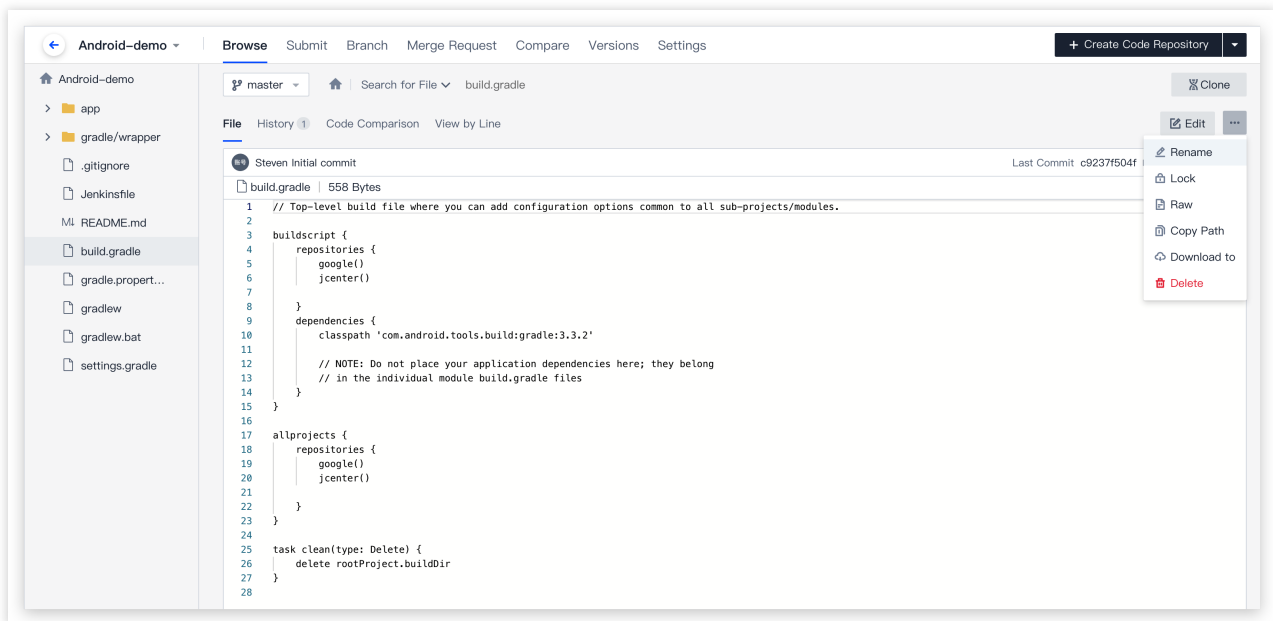 Android-demo
Browse Submit Branch Merge Request Compare Versions Settings
+ Create Code Repository
Android-demo
app
gradle/wrapper
.gitignore
Jenkinsfile
M↓ README.md
build.gradle
gradle.propert...
gradlew
gradlew.bat
settings.gradle
master
Search for File
build.gradle
Clone
File History 1 Code Comparison View by Line
Edit
...
Rename
Lock
Raw
Copy Path
Download to
Delete
Steven Initial commit
Last Commit c9237f504f
build.gradle | 558 Bytes
1 // Top-level build file where you can add configuration options common to all sub-projects/modules.
2
3 buildscript {
4     repositories {
5         google()
6         jcenter()
7
8     }
9     dependencies {
10         classpath 'com.android.tools.build:gradle:3.3.2'
11
12         // NOTE: Do not place your application dependencies here; they belong
13         // in the individual module build.gradle files
14     }
15 }
16
17 allprojects {
18     repositories {
19         google()
20         jcenter()
21
22     }
23 }
24
25 task clean(type: Delete) {
26     delete rootProject.buildDir
27 }
28